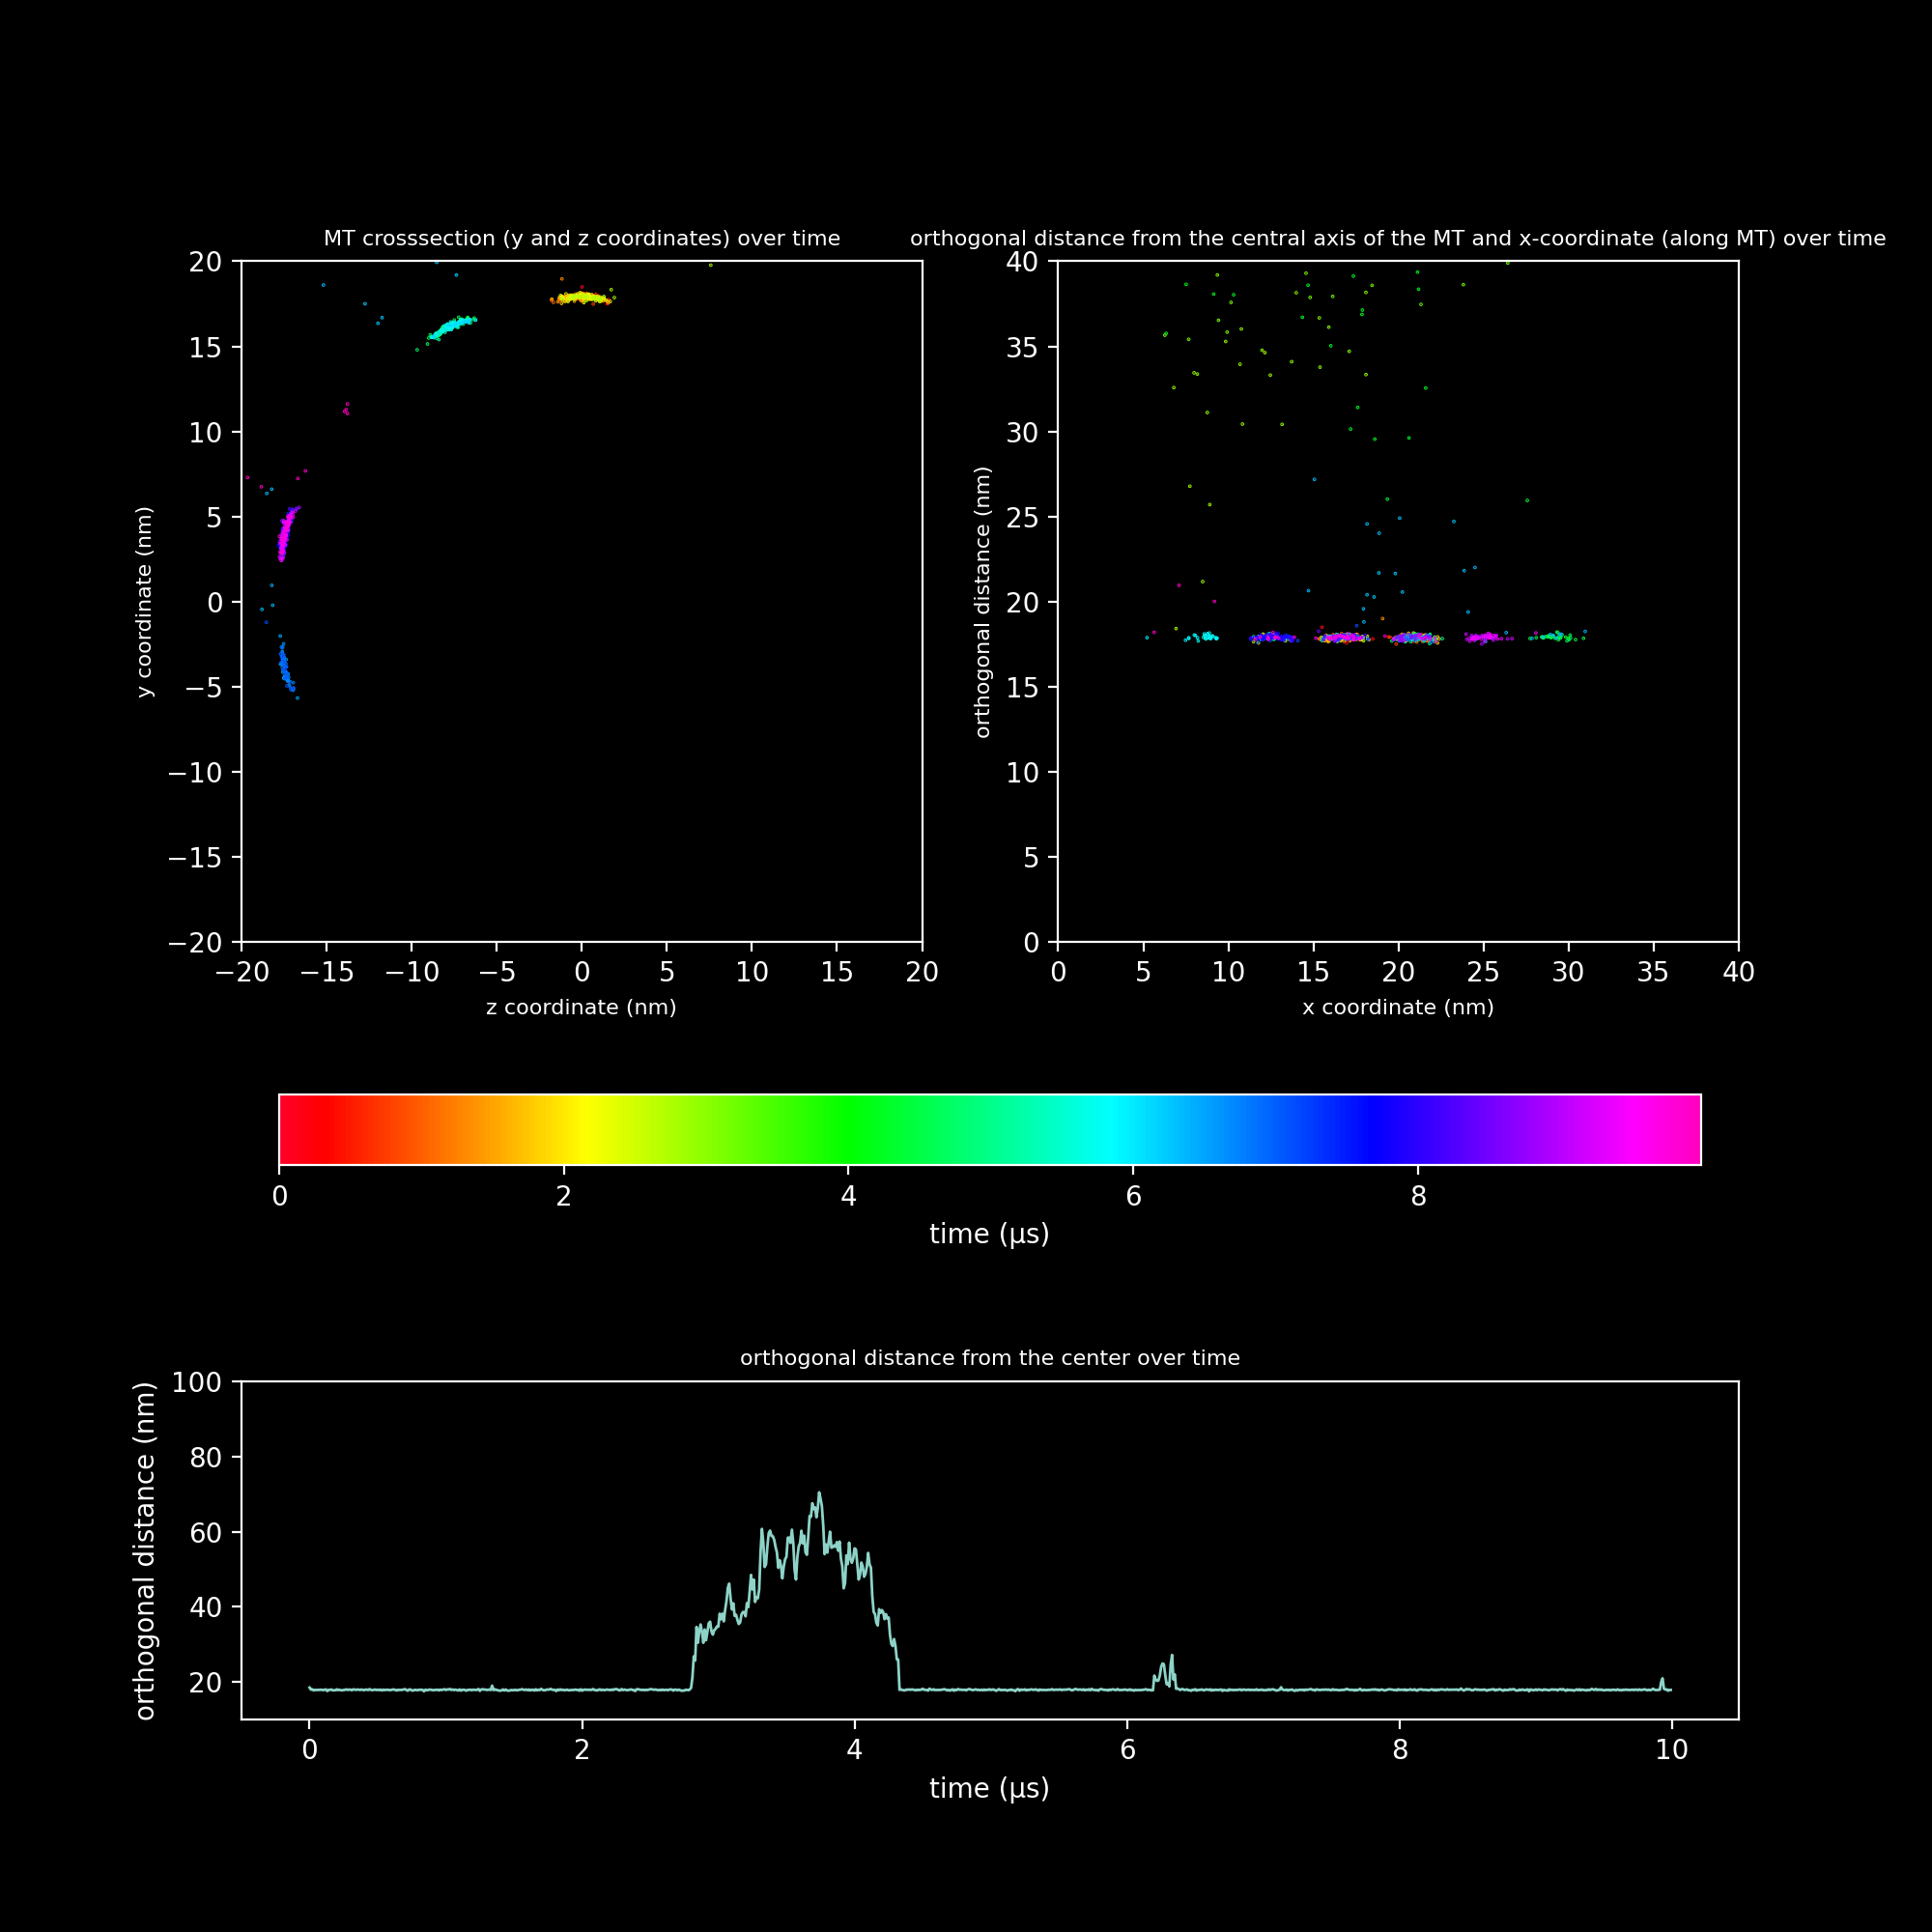 MT crosssection (y and z coordinates) over time
orthogonal distance from the central axis of the MT and x-coordinate (along MT) over time
20
15
10
5
0
−5
−10
−15
−20
y coordinate (nm)
−20 −15 −10 −5 0 5 10 15 20
z coordinate (nm)
40
35
30
25
20
15
10
5
0
orthogonal distance (nm)
0 5 10 15 20 25 30 35 40
x coordinate (nm)
0 2 4 6 8
time (μs)
orthogonal distance from the center over time
100
80
60
40
20
orthogonal distance (nm)
0 2 4 6 8 10
time (μs)